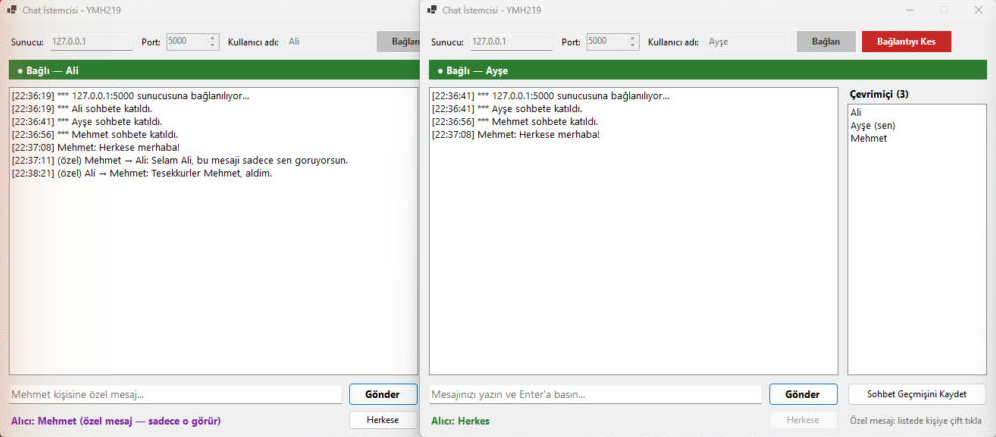 Chat İstemcisi - YMH219
Sunucu: 127.0.0.1 Port: 5000 Kullanıcı adı: Ali Bağlan
● Bağlı — Ali
[22:36:19] *** 127.0.0.1:5000 sunucusuna bağlanılıyor...
[22:36:19] *** Ali sohbete katıldı.
[22:36:41] *** Ayşe sohbete katıldı.
[22:36:56] *** Mehmet sohbete katıldı.
[22:37:08] Mehmet: Herkese merhaba!
[22:37:11] (özel) Mehmet → Ali: Selam Ali, bu mesaji sadece sen goruyorsun.
[22:38:21] (özel) Ali → Mehmet: Tesekkurler Mehmet, aldim.
Mehmet kişisine özel mesaj...
Gönder
Alıcı: Mehmet (özel mesaj — sadece o görür)
Herkese
Chat İstemcisi - YMH219
Sunucu: 127.0.0.1 Port: 5000 Kullanıcı adı: Ayşe Bağlan Bağlantıyı Kes
● Bağlı — Ayşe
[22:36:41] *** 127.0.0.1:5000 sunucusuna bağlanılıyor...
[22:36:41] *** Ayşe sohbete katıldı.
[22:36:56] *** Mehmet sohbete katıldı.
[22:37:08] Mehmet: Herkese merhaba!
Çevrimiçi (3)
Ali
Ayşe (sen)
Mehmet
Mesajınızı yazın ve Enter'a basın...
Gönder
Sohbet Geçmişini Kaydet
Alıcı: Herkes
Herkese
Özel mesaj: listede kişiye çift tıkla